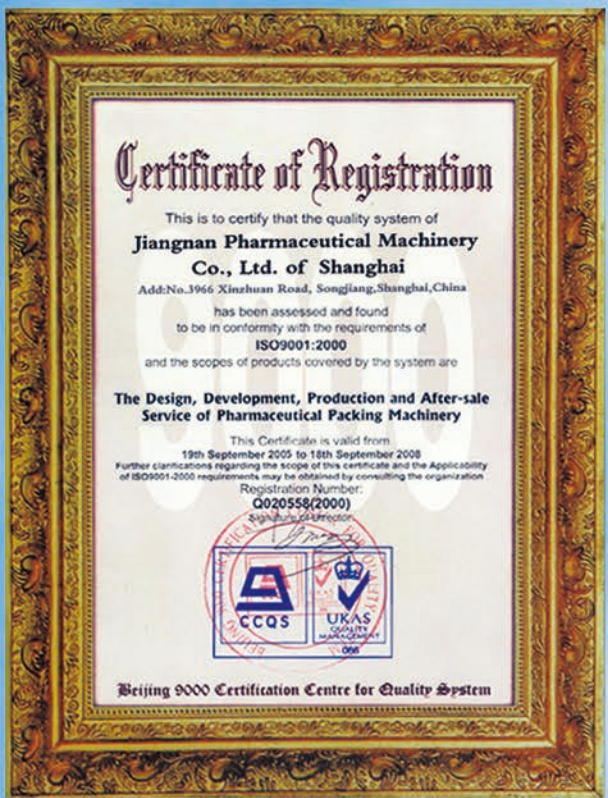 Certificate of Registration
This is to certify that the quality system of
Jiangnan Pharmaceutical Machinery
Co., Ltd. of Shanghai
Add:No.3966 Xinzhuan Road, Songjiang,Shanghai,China
has been assessed and found
to be in conformity with the requirements of
ISO9001:2000
and the scopes of products covered by the system are
The Design, Development, Production and After-sale
Service of Pharmaceutical Packing Machinery
This Certificate is valid from
19th September 2005 to 18th September 2008
Further clarifications regarding the scope of this certificate and the Applicability
of ISO9001-2000 requirements may be obtained by consulting the organization
Registration Number:
Q020558(2000)
Signature of Director
CCQS
UKAS
QUALITY
MANAGEMENT
066
Beijing 9000 Certification Centre for Quality System
9000